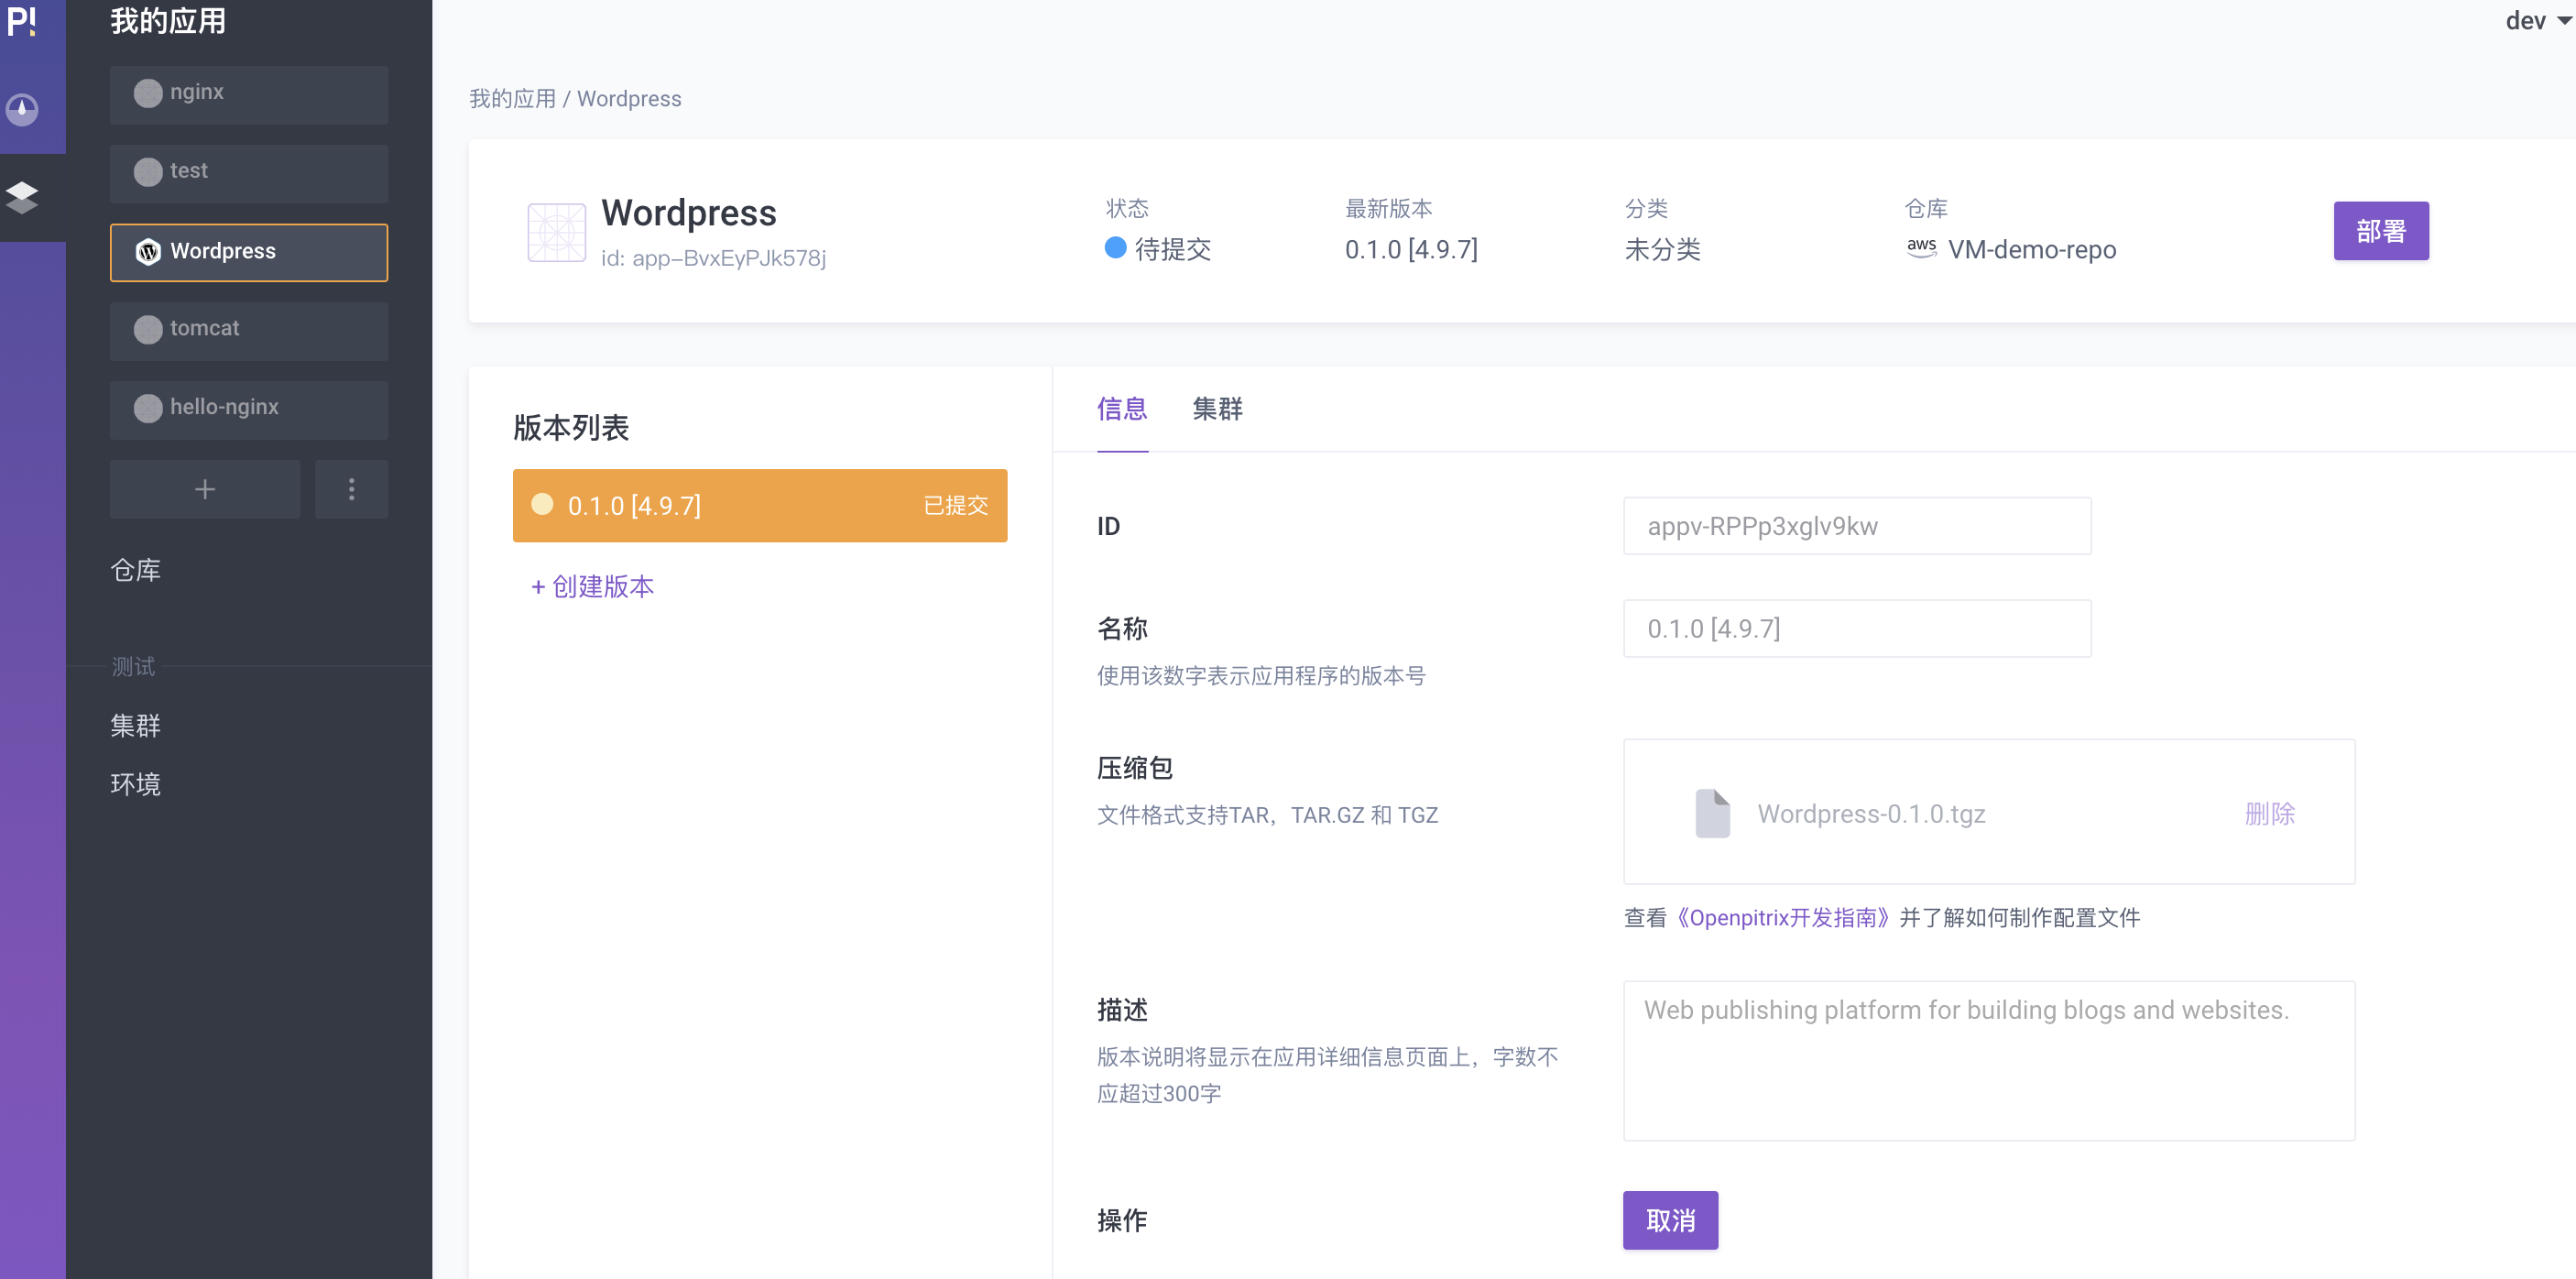 P!
我的应用
nginx
test
Wordpress
tomcat
hello-nginx
+
仓库
测试
集群
环境
dev
我的应用 / Wordpress
Wordpress
id: app-BvxEyPJk578j
状态
待提交
最新版本
0.1.0 [4.9.7]
分类
未分类
仓库
aws VM-demo-repo
部署
版本列表
0.1.0 [4.9.7] 已提交
+ 创建版本
信息 集群
ID
appv-RPPp3xglv9kw
名称
0.1.0 [4.9.7]
使用该数字表示应用程序的版本号
压缩包
文件格式支持TAR，TAR.GZ 和 TGZ
Wordpress-0.1.0.tgz 删除
查看《Openpitrix开发指南》并了解如何制作配置文件
描述
版本说明将显示在应用详细信息页面上，字数不
应超过300字
Web publishing platform for building blogs and websites.
操作
取消